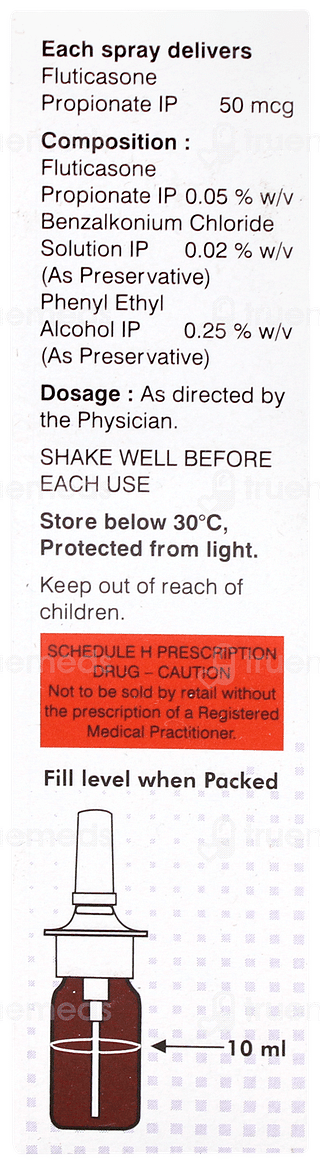 Each spray delivers
Fluticasone
Propionate IP 50 mcg
Composition :
Fluticasone
Propionate IP 0.05 % w/v
Benzalkonium Chloride
Solution IP 0.02 % w/v
(As Preservative)
Phenyl Ethyl
Alcohol IP 0.25 % w/v
(As Preservative)
Dosage : As directed by
the Physician.
SHAKE WELL BEFORE
EACH USE
Store below 30°C,
Protected from light.
Keep out of reach of
children.
SCHEDULE H PRESCRIPTION
DRUG – CAUTION
Not to be sold by retail without
the prescription of a Registered
Medical Practitioner.
Fill level when Packed
10 ml